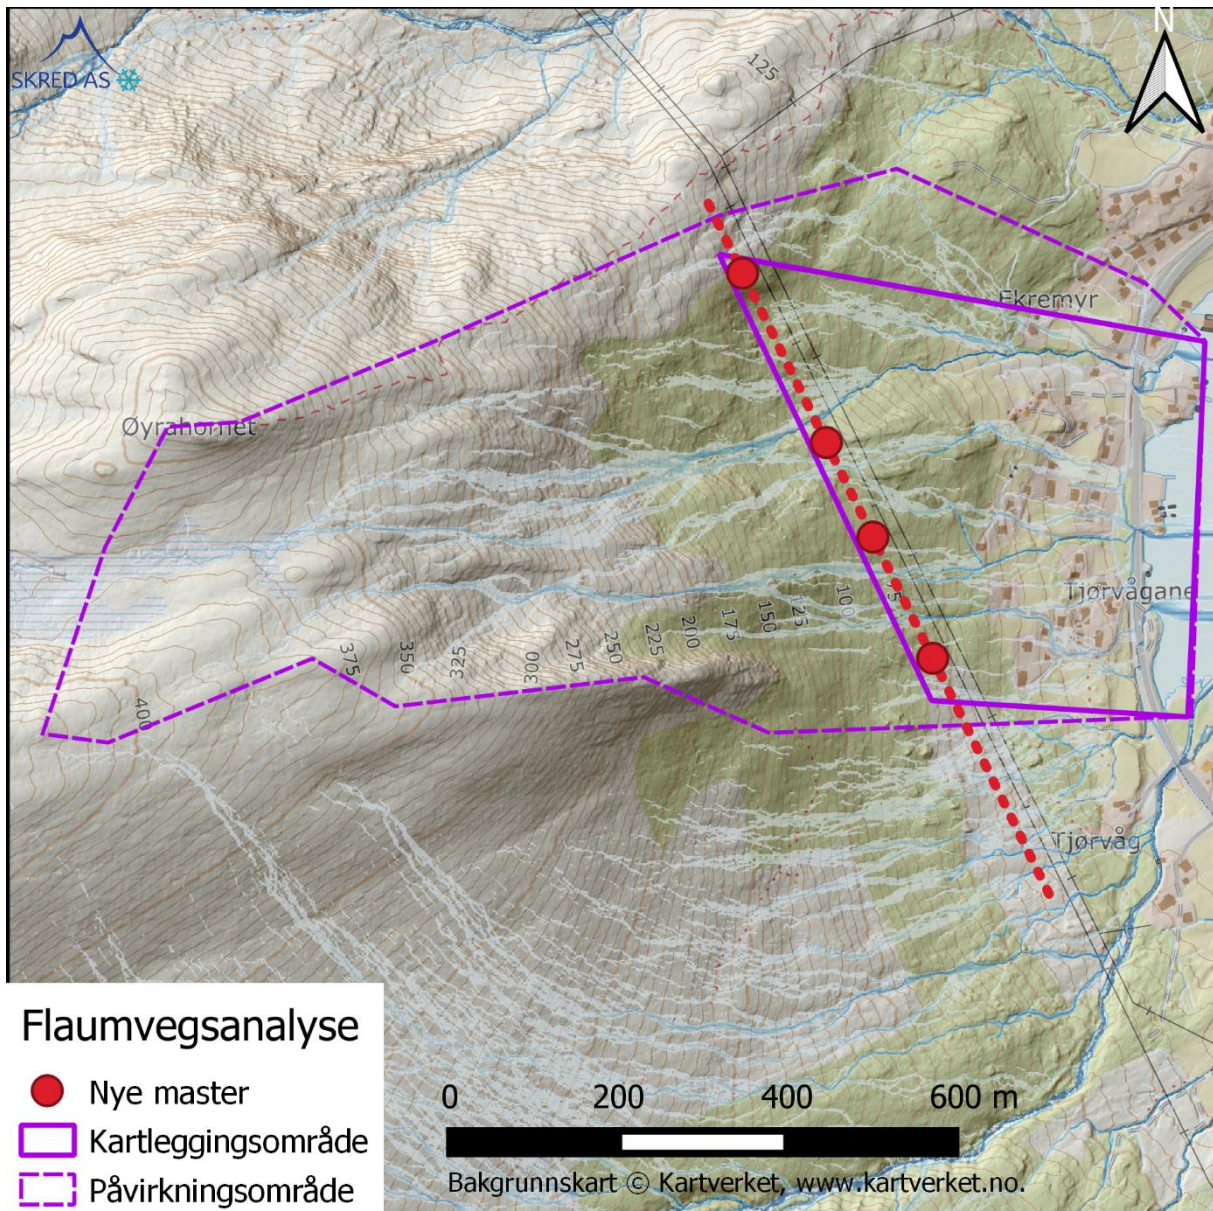 SKRED AS
N
125
Ekremyr
Øyrahornet
Tjørvågane
75
100
125
150
175
200
225
250
275
300
325
350
375
400
Tjørvåg
Flaumvegsanalyse
Nye master
Kartleggingsområde
Påvirkningsområde
0 200 400 600 m
Bakgrunnskart © Kartverket, www.kartverket.no.